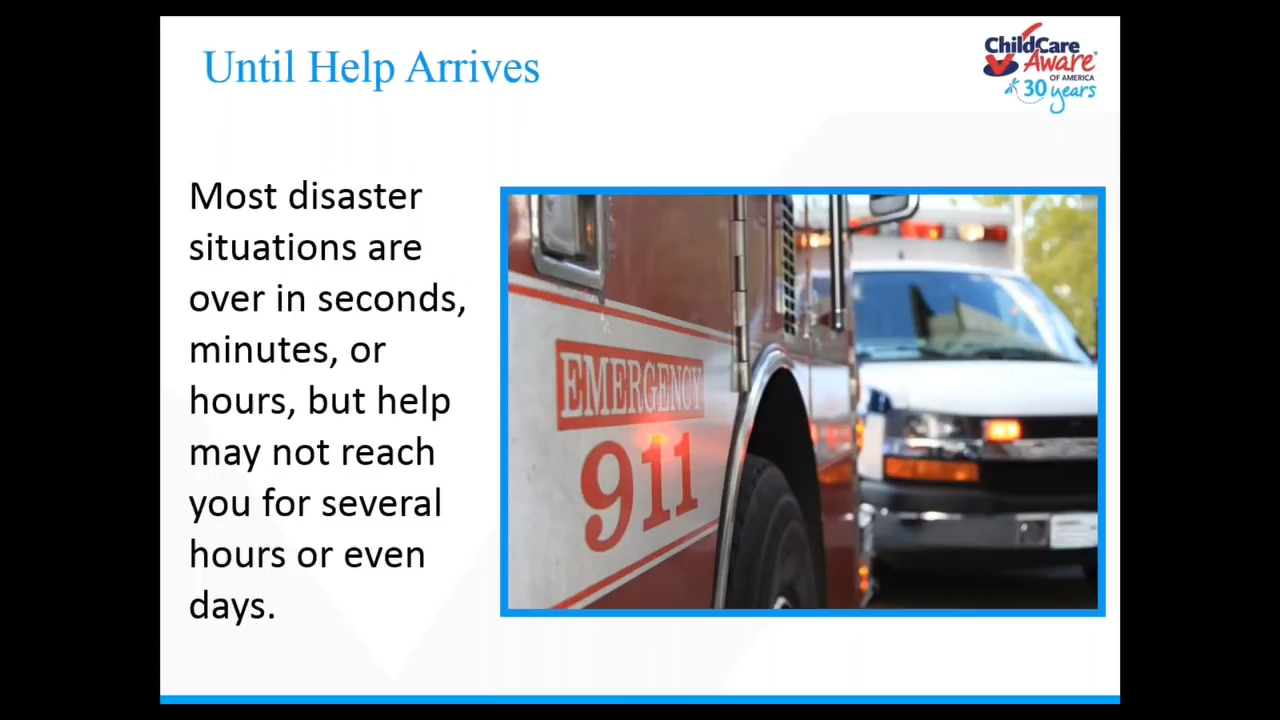 Until Help Arrives
ChildCare
Aware®
OF AMERICA
30 years
Most disaster
situations are
over in seconds,
minutes, or
hours, but help
may not reach
you for several
hours or even
days.
EMERGENCY
911